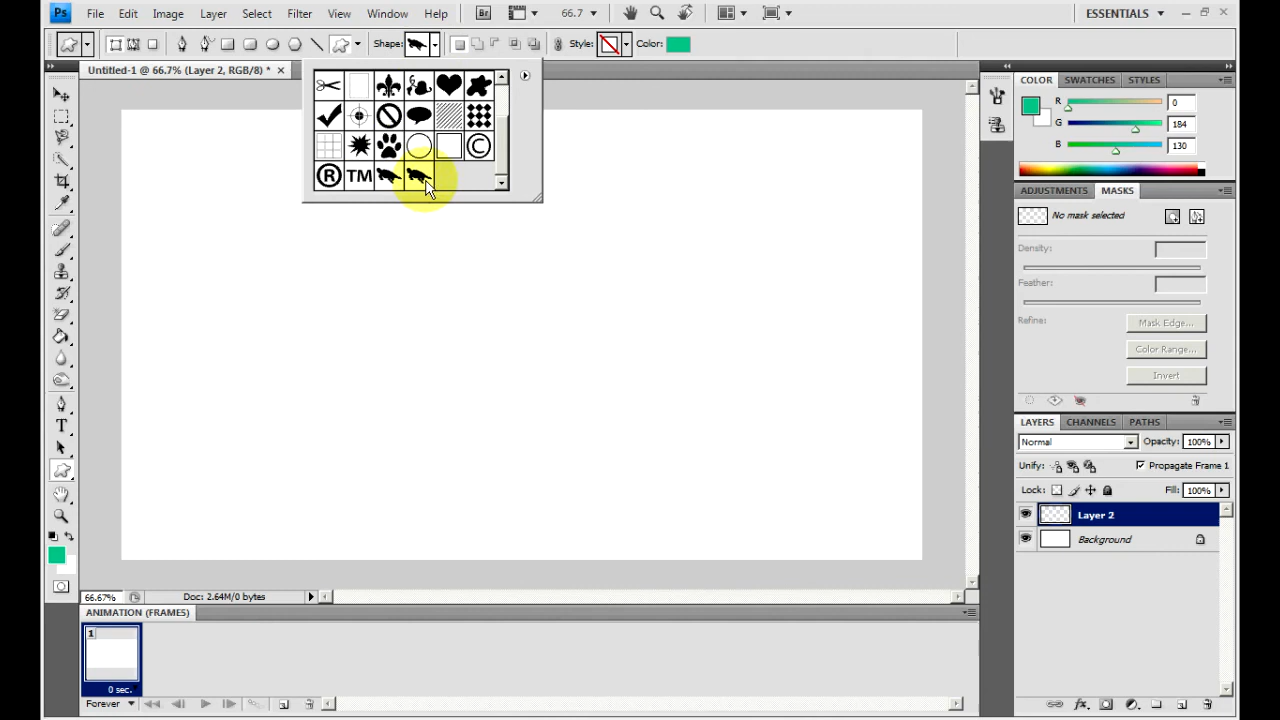 Ps File Edit Image Layer Select Filter View Window Help Br 66.7 ESSENTIALS
Shape: Style: Color:
Untitled-1 @ 66.7% (Layer 2, RGB/8) *
COLOR SWATCHES STYLES
R 0
G 184
B 130
ADJUSTMENTS MASKS
No mask selected
Density:
Feather:
Refine: Mask Edge...
Color Range...
Invert
© 
® TM
LAYERS CHANNELS PATHS
Normal Opacity: 100%
Unify: Propagate Frame 1
Lock: Fill: 100%
Layer 2
Background
T
66.67% Doc: 2.64M/0 bytes
ANIMATION (FRAMES)
1
0 sec.
Forever
fx.